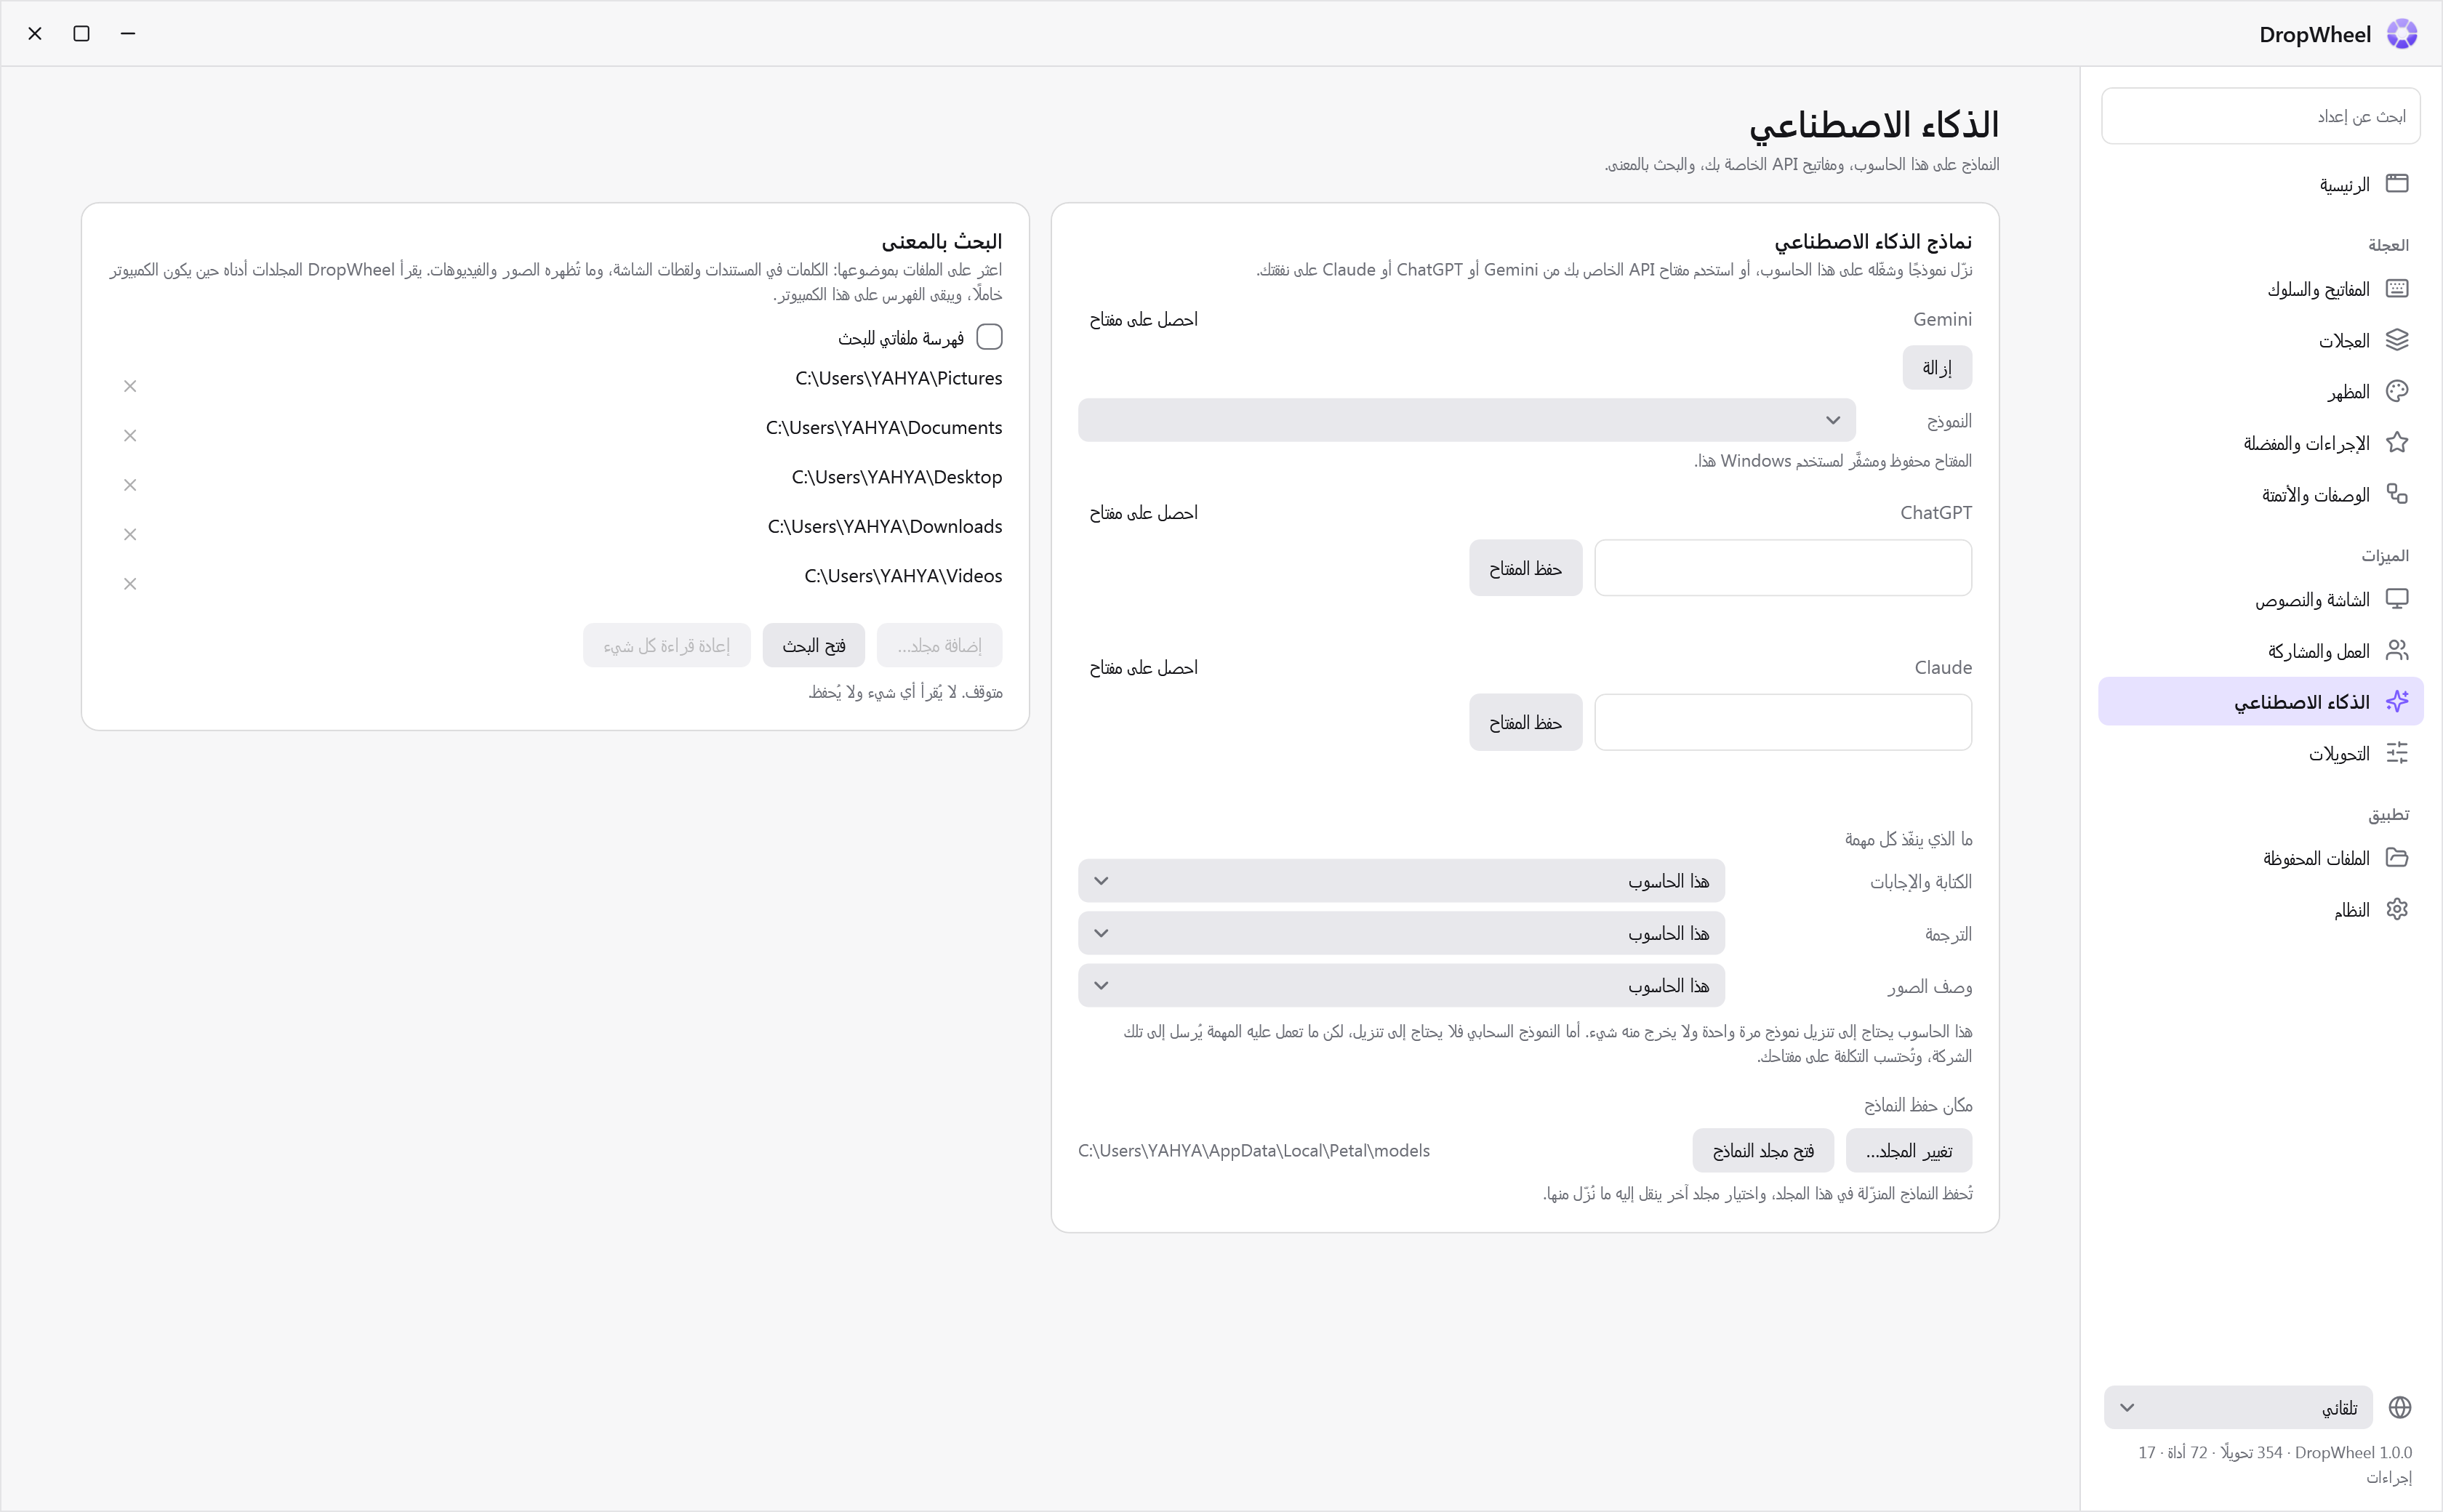 DropWheel
ابحث عن إعداد
الرئيسية
العجلة
المفاتيح والسلوك
العجلات
المظهر
الإجراءات والمفضلة
الوصفات والأتمتة
الميزات
الشاشة والنصوص
العمل والمشاركة
الذكاء الاصطناعي
التحويلات
تطبيق
الملفات المحفوظة
النظام
تلقائي
DropWheel 1.0.0 · 354 تحويلًا · 72 أداة · 17
إجراءات
الذكاء الاصطناعي
النماذج على هذا الحاسوب، ومفاتيح API الخاصة بك، والبحث بالمعنى.
نماذج الذكاء الاصطناعي
نزّل نموذجًا وشغّله على هذا الحاسوب، أو استخدم مفتاح API الخاص بك من Gemini أو ChatGPT أو Claude على نفقتك.
Gemini احصل على مفتاح
إزالة
النموذج
المفتاح محفوظ ومشفَّر لمستخدم Windows هذا.
ChatGPT احصل على مفتاح
حفظ المفتاح
Claude احصل على مفتاح
حفظ المفتاح
ما الذي ينفّذ كل مهمة
الكتابة والإجابات هذا الحاسوب
الترجمة هذا الحاسوب
وصف الصور هذا الحاسوب
هذا الحاسوب يحتاج إلى تنزيل نموذج مرة واحدة ولا يخرج منه شيء. أما النموذج السحابي فلا يحتاج إلى تنزيل، لكن ما تعمل عليه المهمة يُرسل إلى تلك
الشركة، وتُحتسب التكلفة على مفتاحك.
مكان حفظ النماذج
تغيير المجلد... فتح مجلد النماذج C:\Users\YAHYA\AppData\Local\Petal\models
تُحفظ النماذج المنزّلة في هذا المجلد، واختيار مجلد آخر ينقل إليه ما نُزّل منها.
البحث بالمعنى
اعثر على الملفات بموضوعها: الكلمات في المستندات ولقطات الشاشة، وما تُظهره الصور والفيديوهات. يقرأ DropWheel المجلدات أدناه حين يكون الكمبيوتر
خاملًا، ويبقى الفهرس على هذا الكمبيوتر.
فهرسة ملفاتي للبحث
C:\Users\YAHYA\Pictures
C:\Users\YAHYA\Documents
C:\Users\YAHYA\Desktop
C:\Users\YAHYA\Downloads
C:\Users\YAHYA\Videos
إضافة مجلد... فتح البحث إعادة قراءة كل شيء
متوقف. لا يُقرأ أي شيء ولا يُحفظ.